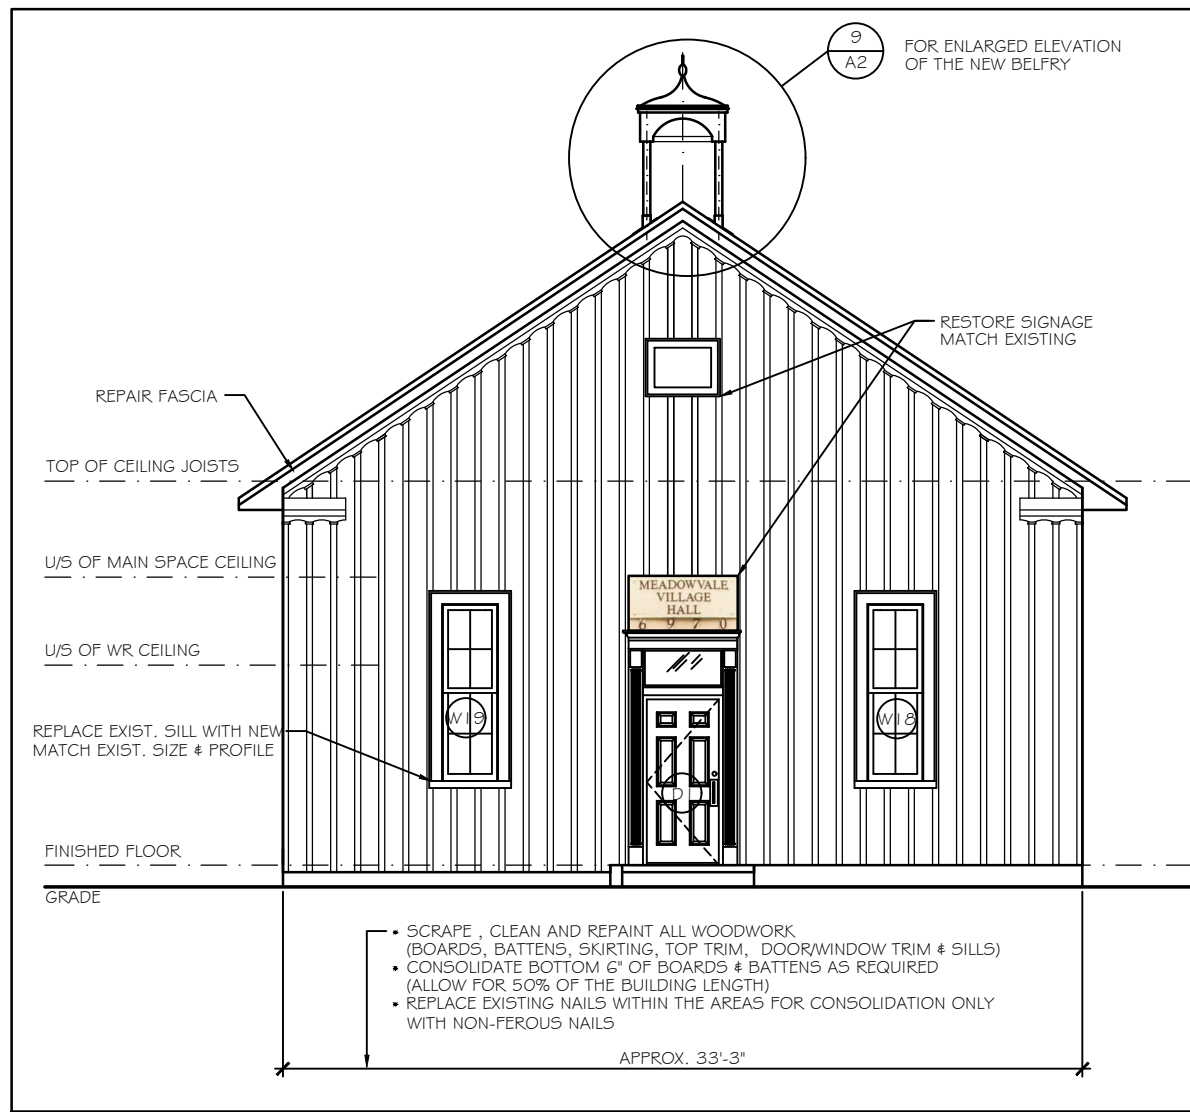 9
A2
FOR ENLARGED ELEVATION
OF THE NEW BELFRY
RESTORE SIGNAGE
MATCH EXISTING
REPAIR FASCIA
TOP OF CEILING JOISTS
U/S OF MAIN SPACE CEILING
MEADOWVALE
VILLAGE
HALL
6 9 7 0
U/S OF WR CEILING
W19
W18
REPLACE EXIST. SILL WITH NEW
MATCH EXIST. SIZE & PROFILE
D
FINISHED FLOOR
GRADE
• SCRAPE , CLEAN AND REPAINT ALL WOODWORK
(BOARDS, BATTENS, SKIRTING, TOP TRIM, DOOR/WINDOW TRIM & SILLS)
• CONSOLIDATE BOTTOM 6" OF BOARDS & BATTENS AS REQUIRED
(ALLOW FOR 50% OF THE BUILDING LENGTH)
• REPLACE EXISTING NAILS WITHIN THE AREAS FOR CONSOLIDATION ONLY
WITH NON-FEROUS NAILS
APPROX. 33'-3"